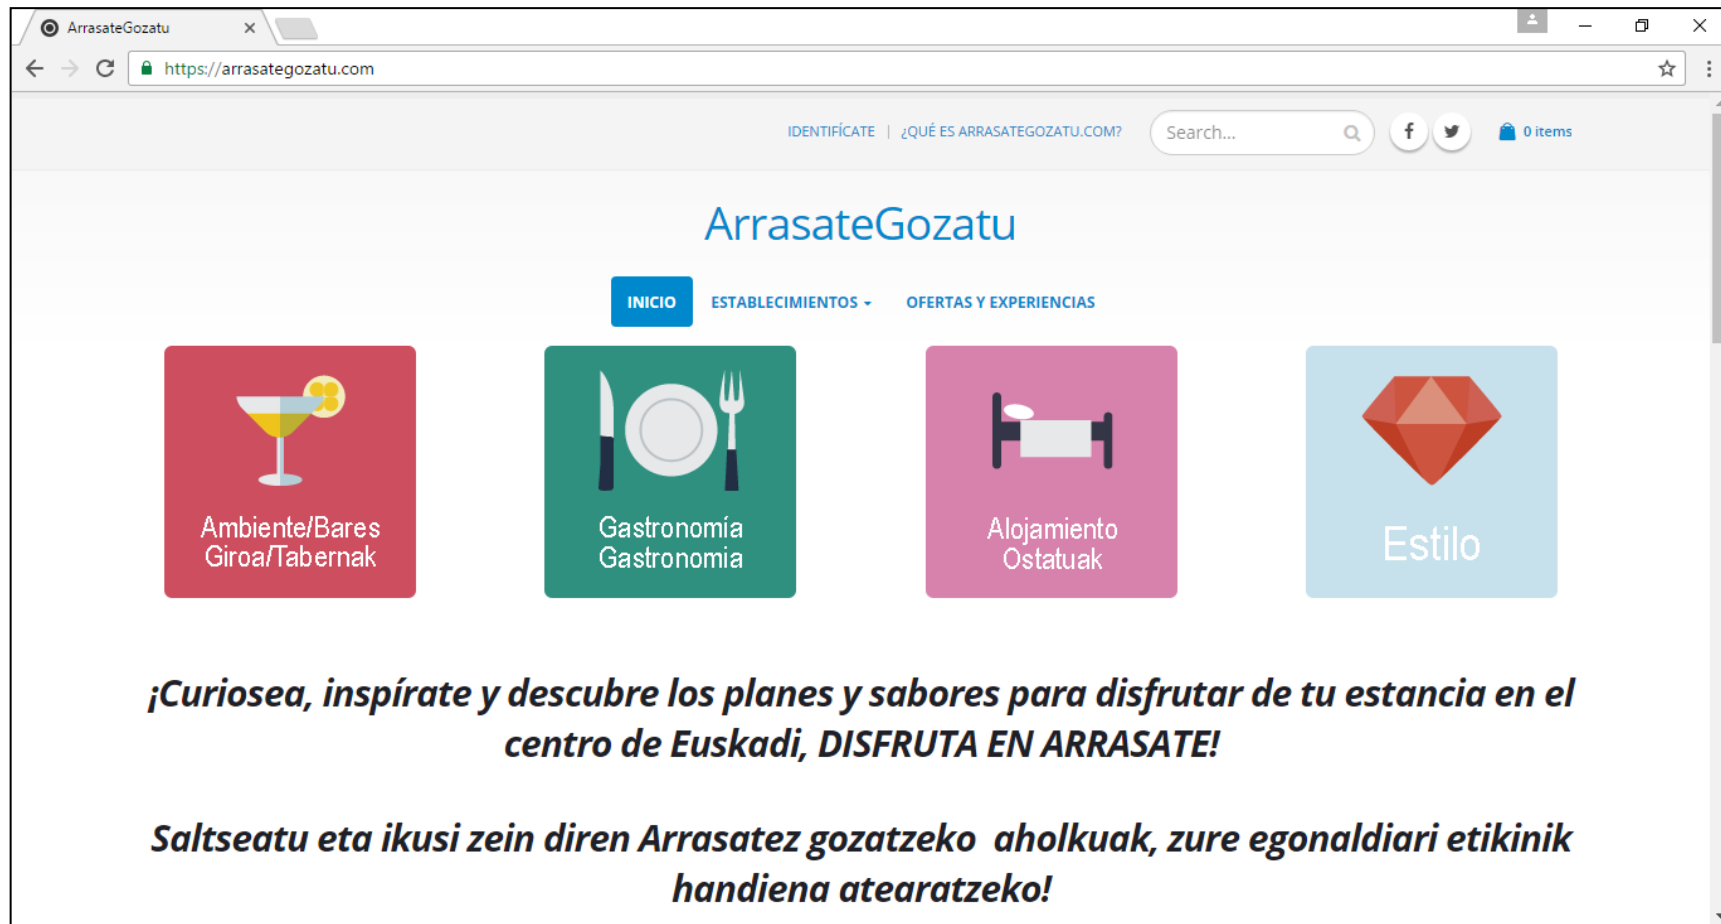 ArrasateGozatu
https://arrasategozatu.com
IDENTIFÍCATE | ¿QUÉ ES ARRASATEGOZATU.COM? Search... 0 items
ArrasateGozatu
INICIO ESTABLECIMIENTOS OFERTAS Y EXPERIENCIAS
Ambiente/Bares
Giroa/Tabernak
Gastronomía
Gastronomia
Alojamiento
Ostatuak
Estilo
¡Curiosea, inspírate y descubre los planes y sabores para disfrutar de tu estancia en el
centro de Euskadi, DISFRUTA EN ARRASATE!
Saltseatu eta ikusi zein diren Arrasatez gozatzeko aholkuak, zure egonaldiari etikinik
handiena atearatzeko!